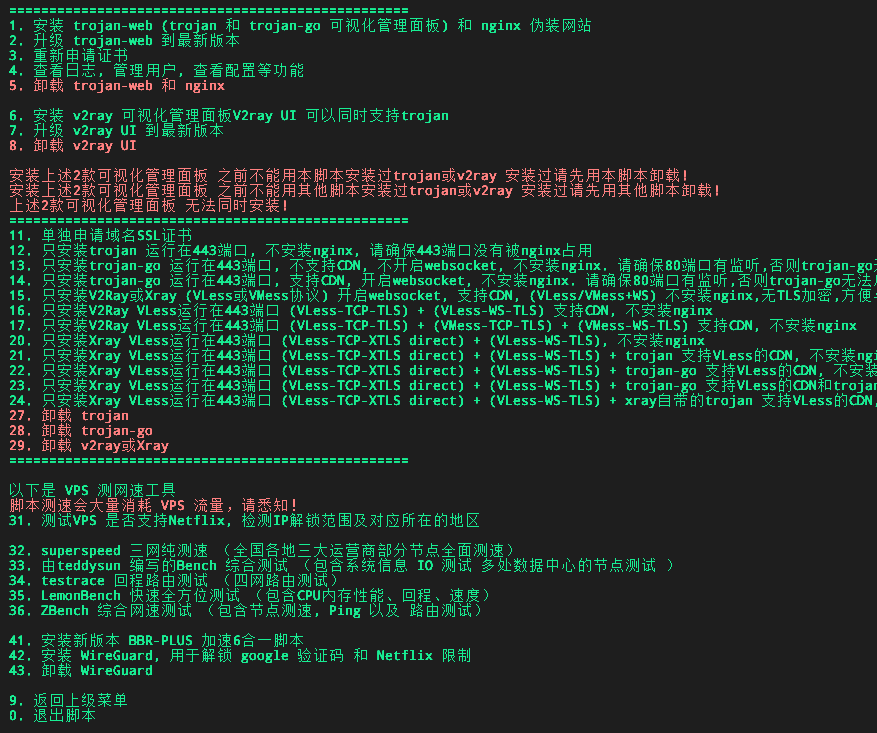 ==================================================
1. 安装 trojan-web (trojan 和 trojan-go 可视化管理面板) 和 nginx 伪装网站
2. 升级 trojan-web 到最新版本
3. 重新申请证书
4. 查看日志, 管理用户, 查看配置等功能
5. 卸载 trojan-web 和 nginx
6. 安装 v2ray 可视化管理面板V2ray UI 可以同时支持trojan
7. 升级 v2ray UI 到最新版本
8. 卸载 v2ray UI
安装上述2款可视化管理面板 之前不能用本脚本安装过trojan或v2ray 安装过请先用本脚本卸载!
安装上述2款可视化管理面板 之前不能用其他脚本安装过trojan或v2ray 安装过请先用其他脚本卸载!
上述2款可视化管理面板 无法同时安装!
==================================================
11. 单独申请域名SSL证书
12. 只安装trojan 运行在443端口, 不安装nginx, 请确保443端口没有被nginx占用
13. 只安装trojan-go 运行在443端口, 不支持CDN, 不开启websocket, 不安装nginx. 请确保80端口有监听,否则trojan-go无
14. 只安装trojan-go 运行在443端口, 支持CDN, 开启websocket, 不安装nginx. 请确保80端口有监听,否则trojan-go无法
15. 只安装V2Ray或Xray (VLess或VMess协议) 开启websocket, 支持CDN, (VLess/VMess+WS) 不安装nginx,无TLS加密,方便
16. 只安装V2Ray VLess运行在443端口 (VLess-TCP-TLS) + (VLess-WS-TLS) 支持CDN, 不安装nginx
17. 只安装V2Ray VLess运行在443端口 (VLess-TCP-TLS) + (VMess-TCP-TLS) + (VMess-WS-TLS) 支持CDN, 不安装nginx
20. 只安装Xray VLess运行在443端口 (VLess-TCP-XTLS direct) + (VLess-WS-TLS), 不安装nginx
21. 只安装Xray VLess运行在443端口 (VLess-TCP-XTLS direct) + (VLess-WS-TLS) + trojan 支持VLess的CDN, 不安装ngi
22. 只安装Xray VLess运行在443端口 (VLess-TCP-XTLS direct) + (VLess-WS-TLS) + trojan-go 支持VLess的CDN, 不安装
23. 只安装Xray VLess运行在443端口 (VLess-TCP-XTLS direct) + (VLess-WS-TLS) + trojan-go 支持VLess的CDN和trojan
24. 只安装Xray VLess运行在443端口 (VLess-TCP-XTLS direct) + (VLess-WS-TLS) + xray自带的trojan 支持VLess的CDN,
27. 卸载 trojan
28. 卸载 trojan-go
29. 卸载 v2ray或Xray
==================================================
以下是 VPS 测网速工具
脚本测速会大量消耗 VPS 流量，请悉知!
31. 测试VPS 是否支持Netflix, 检测IP解锁范围及对应所在的地区
32. superspeed 三网纯测速 （全国各地三大运营商部分节点全面测速）
33. 由teddysun 编写的Bench 综合测试 （包含系统信息 IO 测试 多处数据中心的节点测试 ）
34. testrace 回程路由测试 （四网路由测试）
35. LemonBench 快速全方位测试 （包含CPU内存性能、回程、速度）
36. ZBench 综合网速测试 （包含节点测速, Ping 以及 路由测试）
41. 安装新版本 BBR-PLUS 加速6合一脚本
42. 安装 WireGuard, 用于解锁 google 验证码 和 Netflix 限制
43. 卸载 WireGuard
9. 返回上级菜单
0. 退出脚本